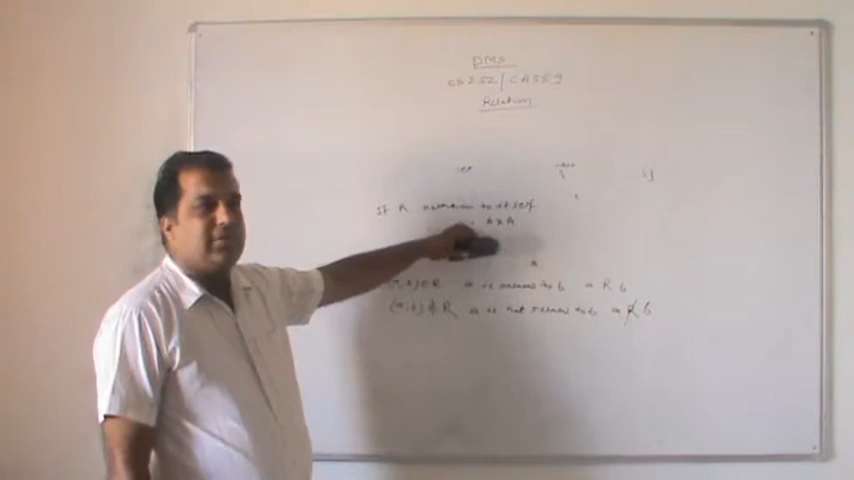 DMS
CS252/CA559
Relation
If R relation to itself
A×A
(a,b)∈R a is related to b a R b
(a,b)∉R a is not related to b a R̸ b